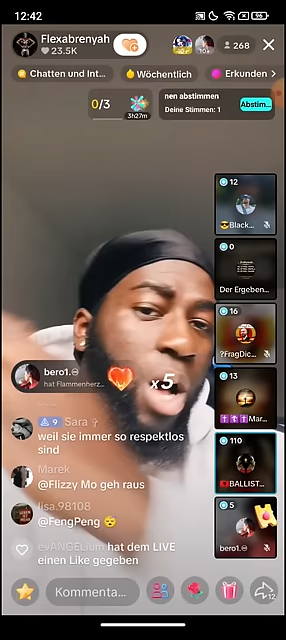 12:42
96
Flexabrenyah
23.5K
10+
10+
268
Chatten und Int...
Wöchentlich
Erkunden
0/3
3h27m
nen abstimmen
Deine Stimmen: 1
Abstim...
12
😎Black...
0
Der Ergeben...
16
?FragDic...
13
✝️✝️✝️Mar...
110
BALLIST...
5
bero1.♾
bero1.♾
hat Flammenherz...
x5
9 Sara ✞
weil sie immer so respektlos
sind
Marek
@Flizzy Mo geh raus
lisa.98108
@FengPeng 😴
evANGELium hat dem LIVE
einen Like gegeben
Kommenta...
12